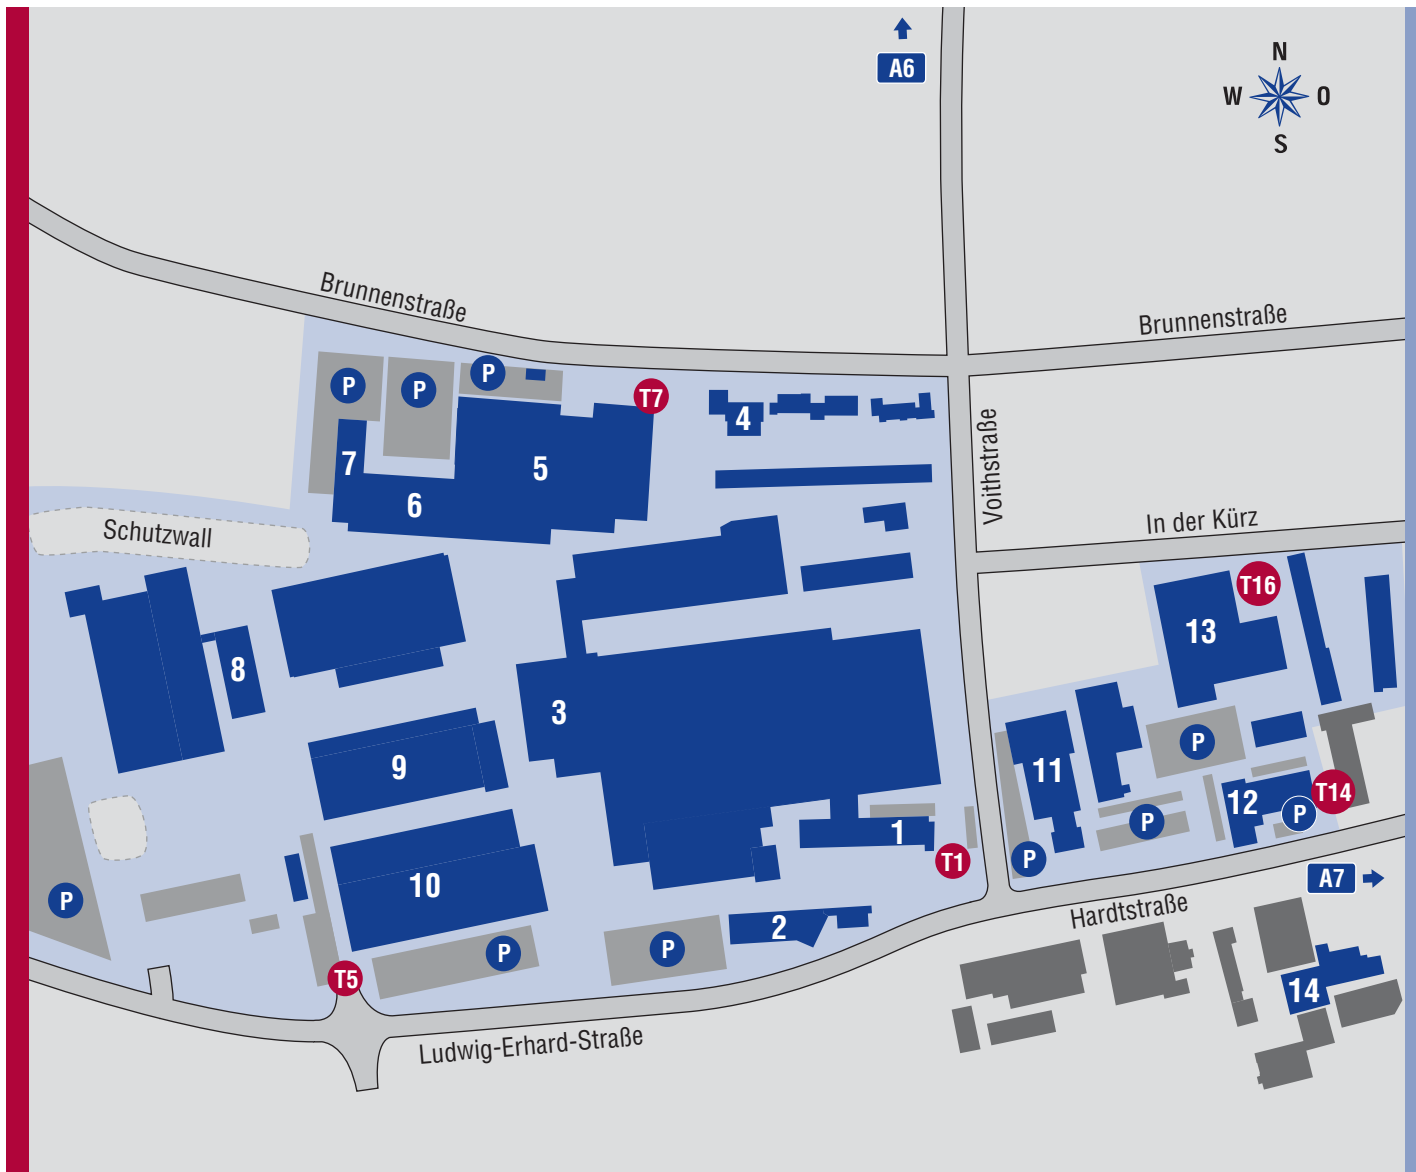 A6
N
W
O
S
Brunnenstraße
Brunnenstraße
P
P
P
T7
4
Voithstraße
7
5
6
Schutzwall
In der Kürz
T16
13
8
3
9
P
11
12
T14
P
P
1
T1
P
A7
10
P
Hardtstraße
2
P
P
T5
14
Ludwig-Erhard-Straße